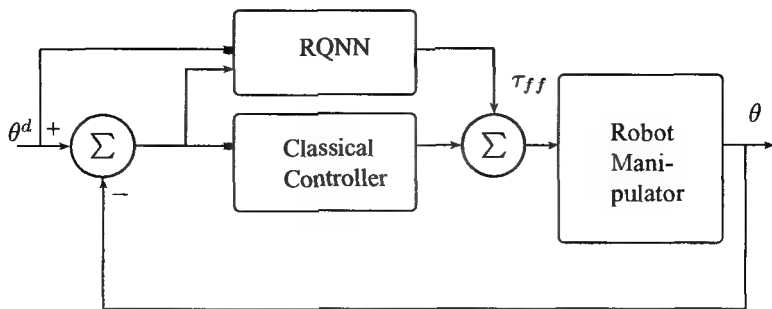 RQNN
τ_ff
θ^d
+
Σ
−
Classical
Controller
Σ
Robot
Mani-
pulator
θ